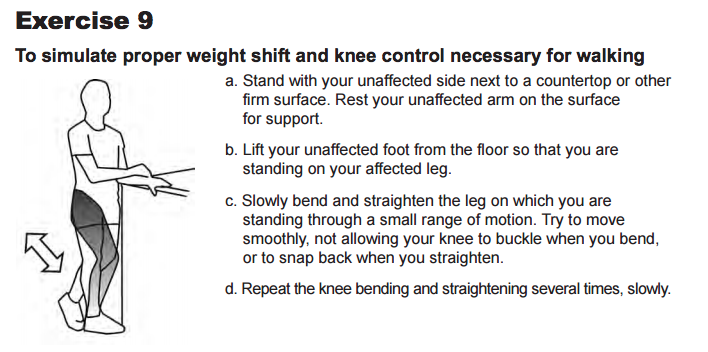 Exercise 9
To simulate proper weight shift and knee control necessary for walking
a. Stand with your unaffected side next to a countertop or other
firm surface. Rest your unaffected arm on the surface
for support.
b. Lift your unaffected foot from the floor so that you are
standing on your affected leg.
c. Slowly bend and straighten the leg on which you are
standing through a small range of motion. Try to move
smoothly, not allowing your knee to buckle when you bend,
or to snap back when you straighten.
d. Repeat the knee bending and straightening several times, slowly.